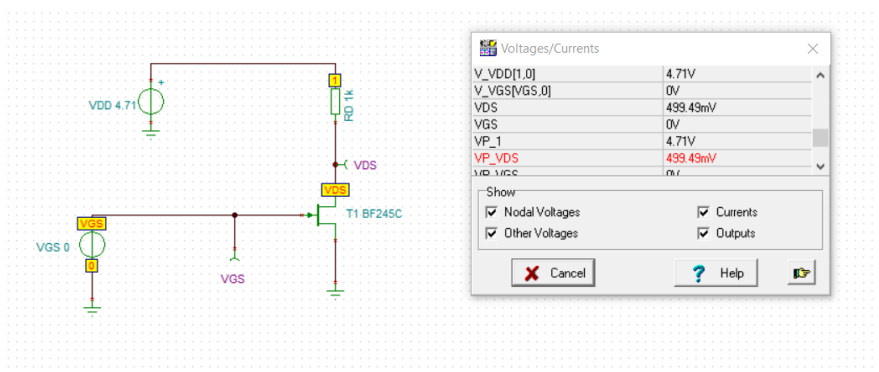 VDD 4.71
+
1
RD 1k
VDS
VDS
T1 BF245C
VGS
VGS 0
0
VGS
Voltages/Currents
V_VDD[1,0] 4.71V
V_VGS[VGS,0] 0V
VDS 499.49mV
VGS 0V
VP_1 4.71V
VP_VDS 499.49mV
VP_VGS 0V
Show
Nodal Voltages Currents
Other Voltages Outputs
Cancel ? Help